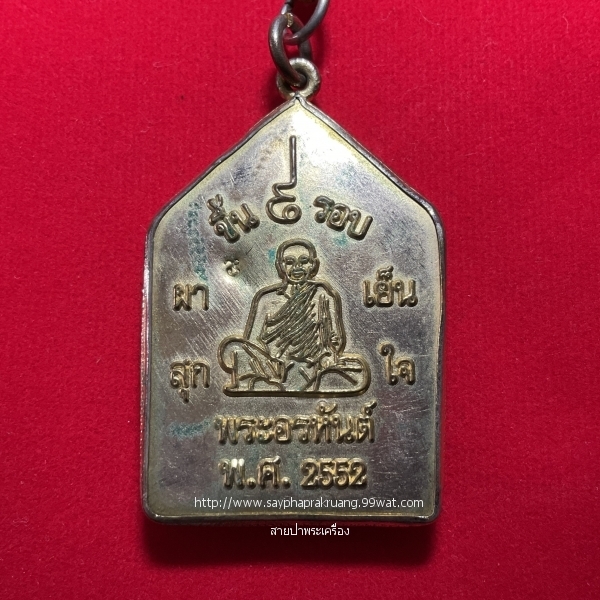 ขึ้น ๙ รอบ
ผา เย็น
สุก ใจ
พระอรหันต์
พ.ศ. 2552
http://www.sayphaprakruang.99wat.com
สายป่าพระเครื่อง